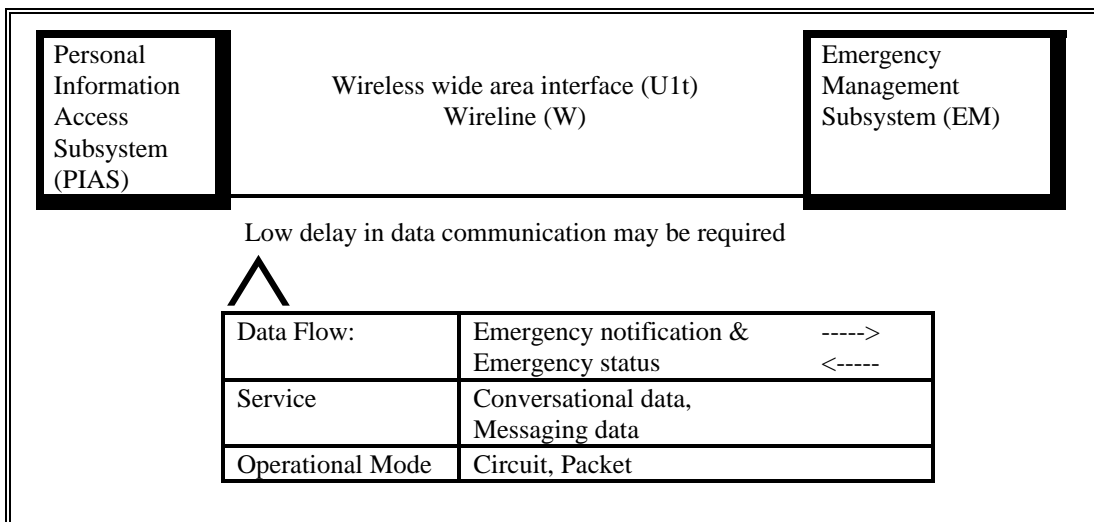 Personal
Information
Access
Subsystem
(PIAS)
Wireless wide area interface (U1t)
Wireline (W)
Emergency
Management
Subsystem (EM)
Low delay in data communication may be required
Data Flow: Emergency notification & ----->
Emergency status <-----
Service Conversational data,
Messaging data
Operational Mode Circuit, Packet